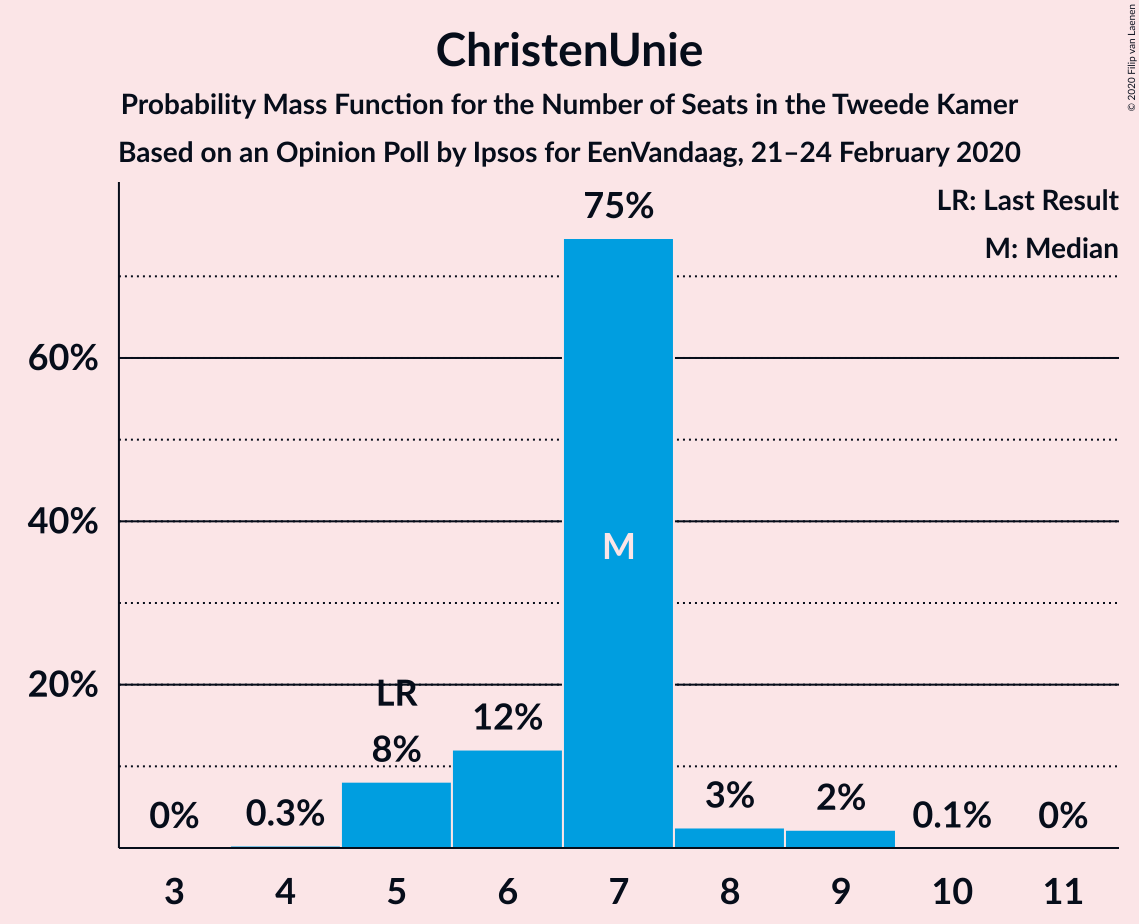 ChristenUnie
Probability Mass Function for the Number of Seats in the Tweede Kamer
Based on an Opinion Poll by Ipsos for EenVandaag, 21–24 February 2020
© 2020 Filip van Laenen
LR: Last Result
M: Median
75%
60%
40%
M
20%
LR
12%
8%
0%
0.3%
3%
2%
0.1%
0%
3 4 5 6 7 8 9 10 11